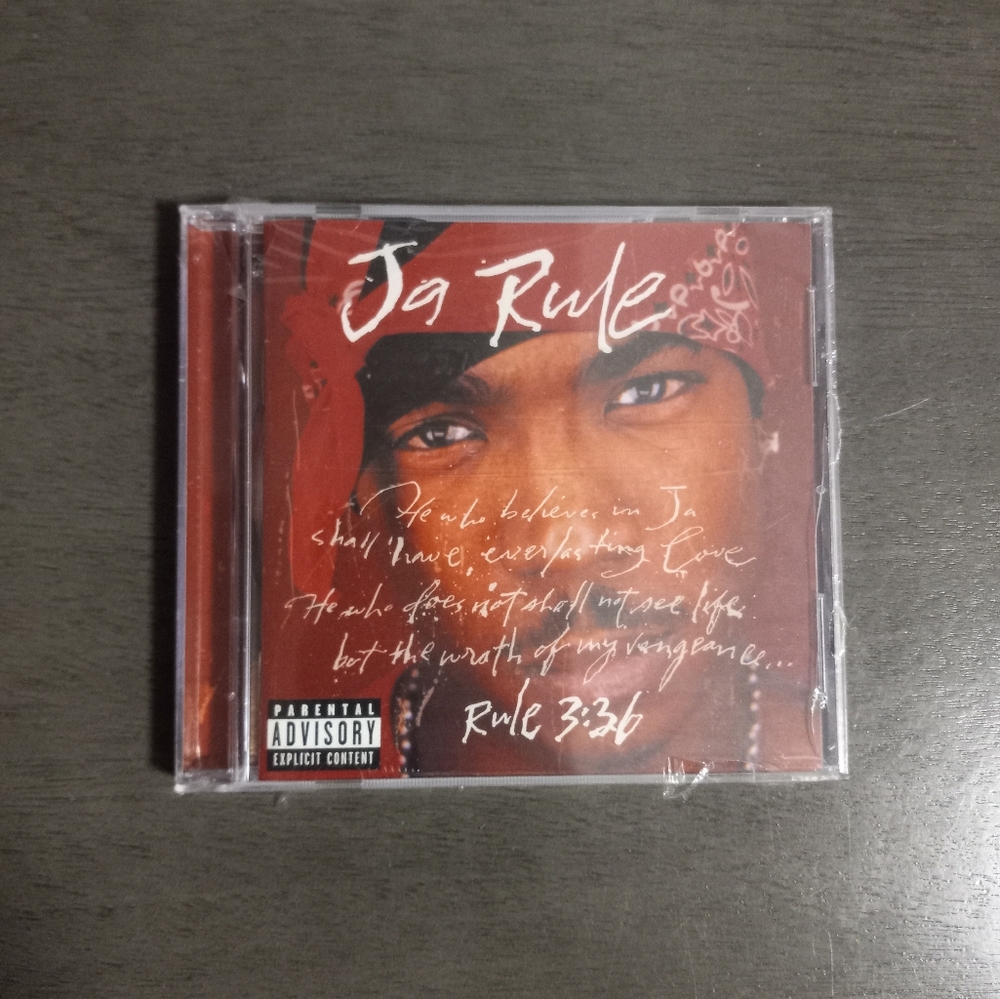 Ja Rule
He who believes in Ja
shall have everlasting Love
He who does not shall not see life
but the wrath of my vengeance...
Rule 3:36
PARENTAL
ADVISORY
EXPLICIT CONTENT